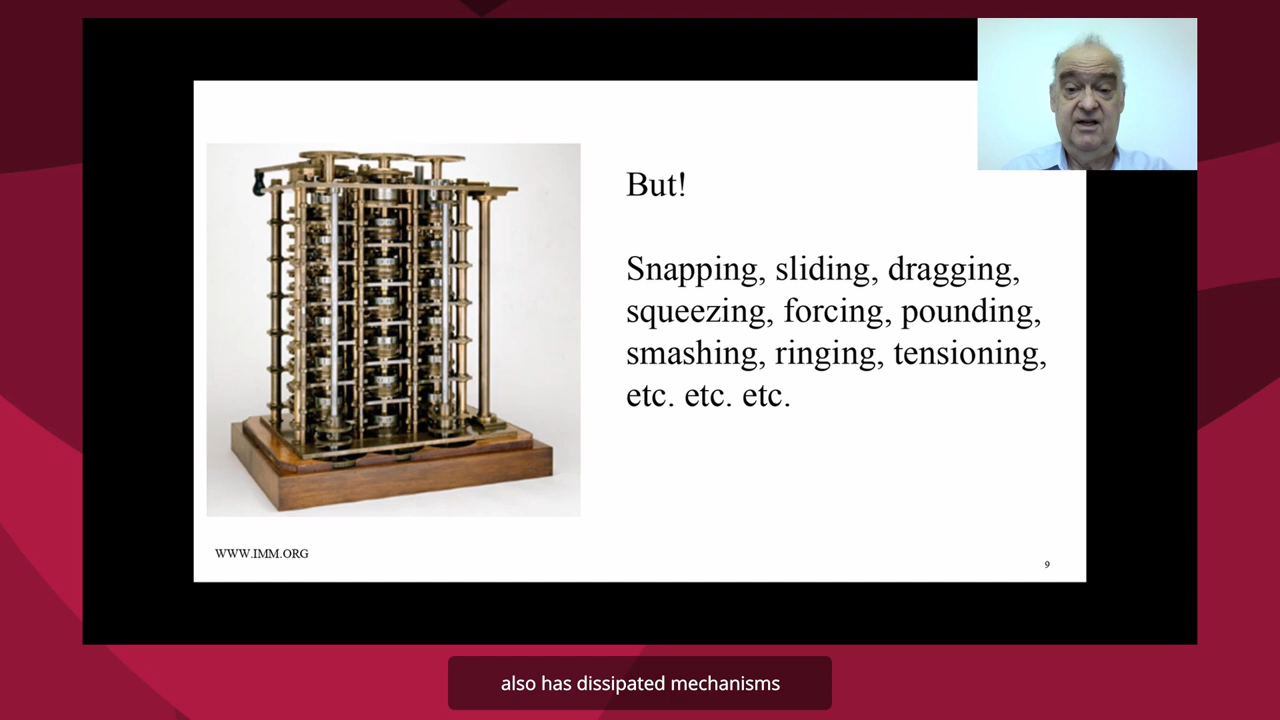 But!
Snapping, sliding, dragging,
squeezing, forcing, pounding,
smashing, ringing, tensioning,
etc. etc. etc.
WWW.IMM.ORG
9
also has dissipated mechanisms